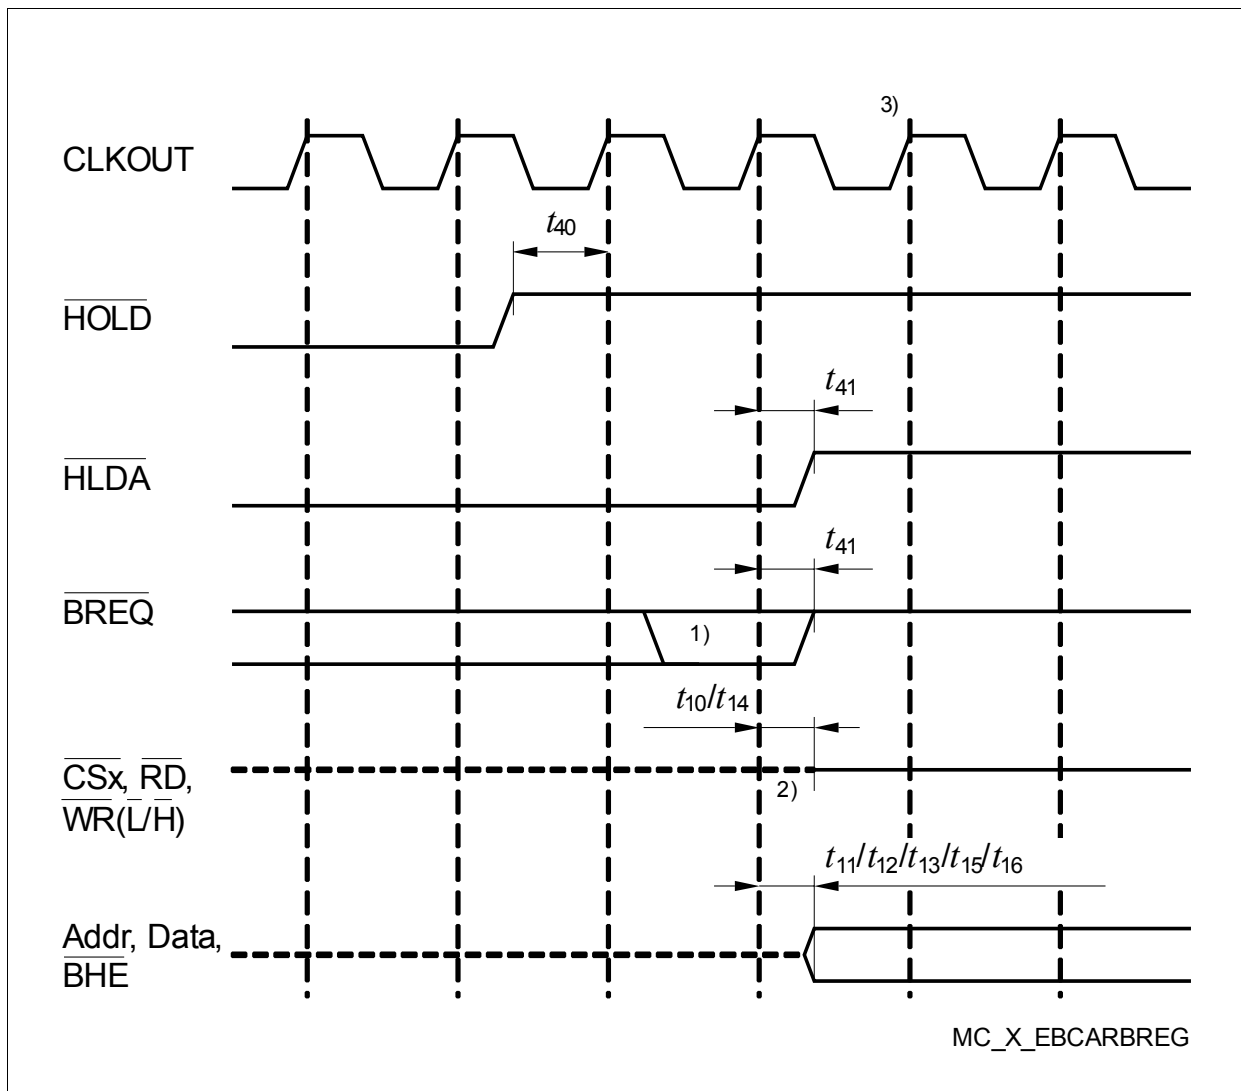 3)
CLKOUT
t40
HOLD
t41
HLDA
t41
BREQ
1)
t10/t14
CSx, RD,
2)
WR(L/H)
t11/t12/t13/t15/t16
Addr, Data,
BHE
MC_X_EBCARBREG